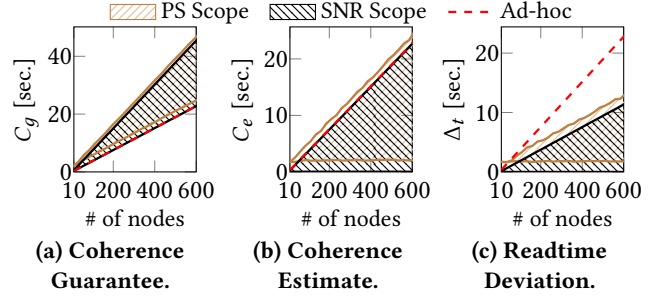 PS Scope SNR Scope Ad-hoc
C_g [sec.]
40
20
0
10 200 400 600
# of nodes
(a) Coherence
Guarantee.
C_e [sec.]
20
0
10 200 400 600
# of nodes
(b) Coherence
Estimate.
Δ_t [sec.]
20
10
0
10 200 400 600
# of nodes
(c) Readtime
Deviation.